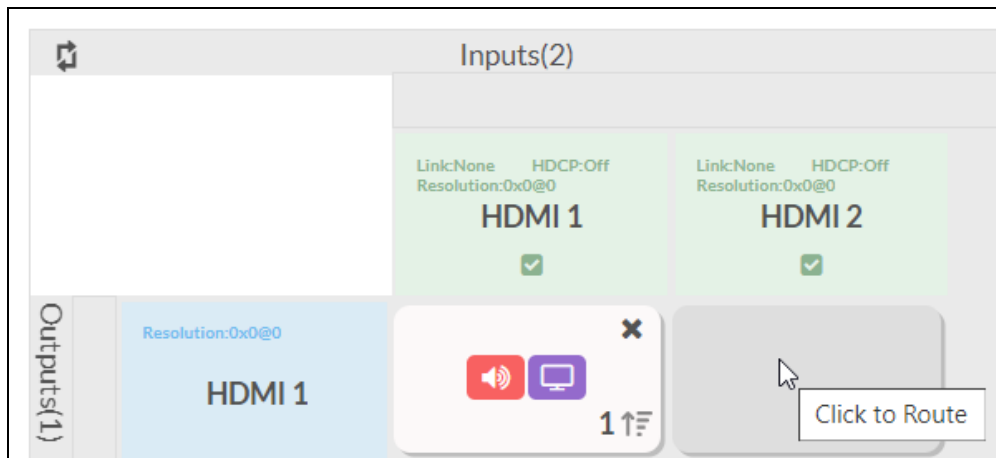 Inputs(2)
Link:None HDCP:Off
Resolution:0x0@0
HDMI 1
Link:None HDCP:Off
Resolution:0x0@0
HDMI 2
Outputs(1)
Resolution:0x0@0
HDMI 1
1
Click to Route